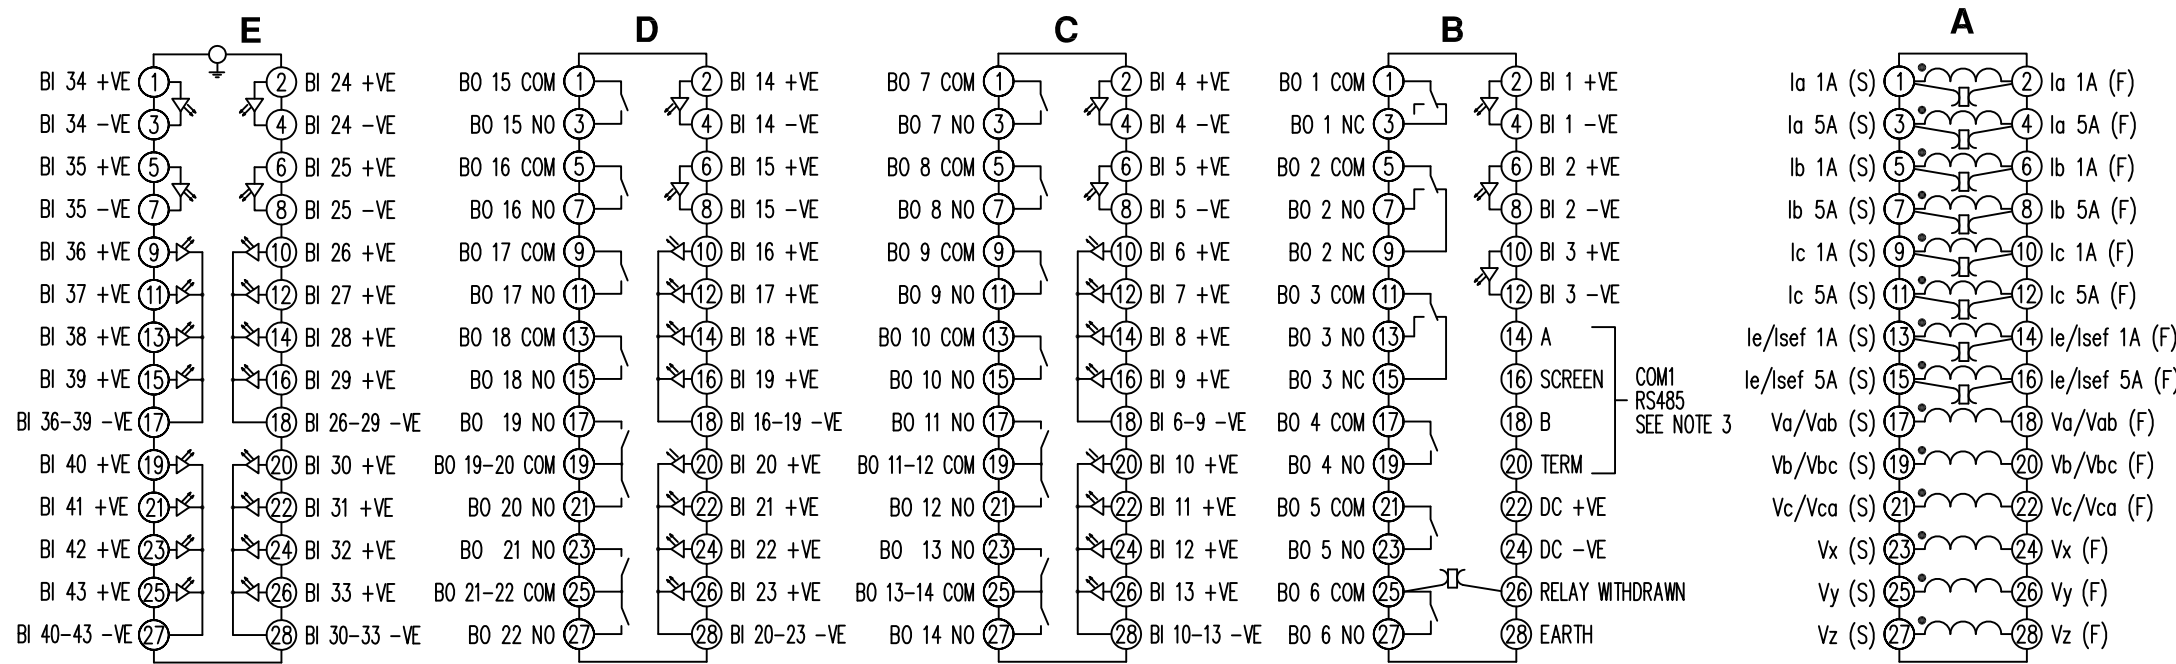 E
D
C
B
A
BI 34 +VE 1 2 BI 24 +VE
BI 34 -VE 3 4 BI 24 -VE
BI 35 +VE 5 6 BI 25 +VE
BI 35 -VE 7 8 BI 25 -VE
BI 36 +VE 9 10 BI 26 +VE
BI 37 +VE 11 12 BI 27 +VE
BI 38 +VE 13 14 BI 28 +VE
BI 39 +VE 15 16 BI 29 +VE
BI 36-39 -VE 17 18 BI 26-29 -VE
BI 40 +VE 19 20 BI 30 +VE
BI 41 +VE 21 22 BI 31 +VE
BI 42 +VE 23 24 BI 32 +VE
BI 43 +VE 25 26 BI 33 +VE
BI 40-43 -VE 27 28 BI 30-33 -VE
BO 15 COM 1 2 BI 14 +VE
BO 15 NO 3 4 BI 14 -VE
BO 16 COM 5 6 BI 15 +VE
BO 16 NO 7 8 BI 15 -VE
BO 17 COM 9 10 BI 16 +VE
BO 17 NO 11 12 BI 17 +VE
BO 18 COM 13 14 BI 18 +VE
BO 18 NO 15 16 BI 19 +VE
BO 19 NO 17 18 BI 16-19 -VE
BO 19-20 COM 19 20 BI 20 +VE
BO 20 NO 21 22 BI 21 +VE
BO 21 NO 23 24 BI 22 +VE
BO 21-22 COM 25 26 BI 23 +VE
BO 22 NO 27 28 BI 20-23 -VE
BO 7 COM 1 2 BI 4 +VE
BO 7 NO 3 4 BI 4 -VE
BO 8 COM 5 6 BI 5 +VE
BO 8 NO 7 8 BI 5 -VE
BO 9 COM 9 10 BI 6 +VE
BO 9 NO 11 12 BI 7 +VE
BO 10 COM 13 14 BI 8 +VE
BO 10 NO 15 16 BI 9 +VE
BO 11 NO 17 18 BI 6-9 -VE
BO 11-12 COM 19 20 BI 10 +VE
BO 12 NO 21 22 BI 11 +VE
BO 13 NO 23 24 BI 12 +VE
BO 13-14 COM 25 26 BI 13 +VE
BO 14 NO 27 28 BI 10-13 -VE
BO 1 COM 1 2 BI 1 +VE
BO 1 NC 3 4 BI 1 -VE
BO 2 COM 5 6 BI 2 +VE
BO 2 NO 7 8 BI 2 -VE
BO 2 NC 9 10 BI 3 +VE
BO 3 COM 11 12 BI 3 -VE
BO 3 NO 13 14 A
BO 3 NC 15 16 SCREEN
BO 4 COM 17 18 B
BO 4 NO 19 20 TERM
BO 5 COM 21 22 DC +VE
BO 5 NO 23 24 DC -VE
BO 6 COM 25 26 RELAY WITHDRAWN
BO 6 NO 27 28 EARTH
COM1
RS485
SEE NOTE 3
Ia 1A (S) 1 2 Ia 1A (F)
Ia 5A (S) 3 4 Ia 5A (F)
Ib 1A (S) 5 6 Ib 1A (F)
Ib 5A (S) 7 8 Ib 5A (F)
Ic 1A (S) 9 10 Ic 1A (F)
Ic 5A (S) 11 12 Ic 5A (F)
Ie/Isef 1A (S) 13 14 Ie/Isef 1A (F)
Ie/Isef 5A (S) 15 16 Ie/Isef 5A (F)
Va/Vab (S) 17 18 Va/Vab (F)
Vb/Vbc (S) 19 20 Vb/Vbc (F)
Vc/Vca (S) 21 22 Vc/Vca (F)
Vx (S) 23 24 Vx (F)
Vy (S) 25 26 Vy (F)
Vz (S) 27 28 Vz (F)